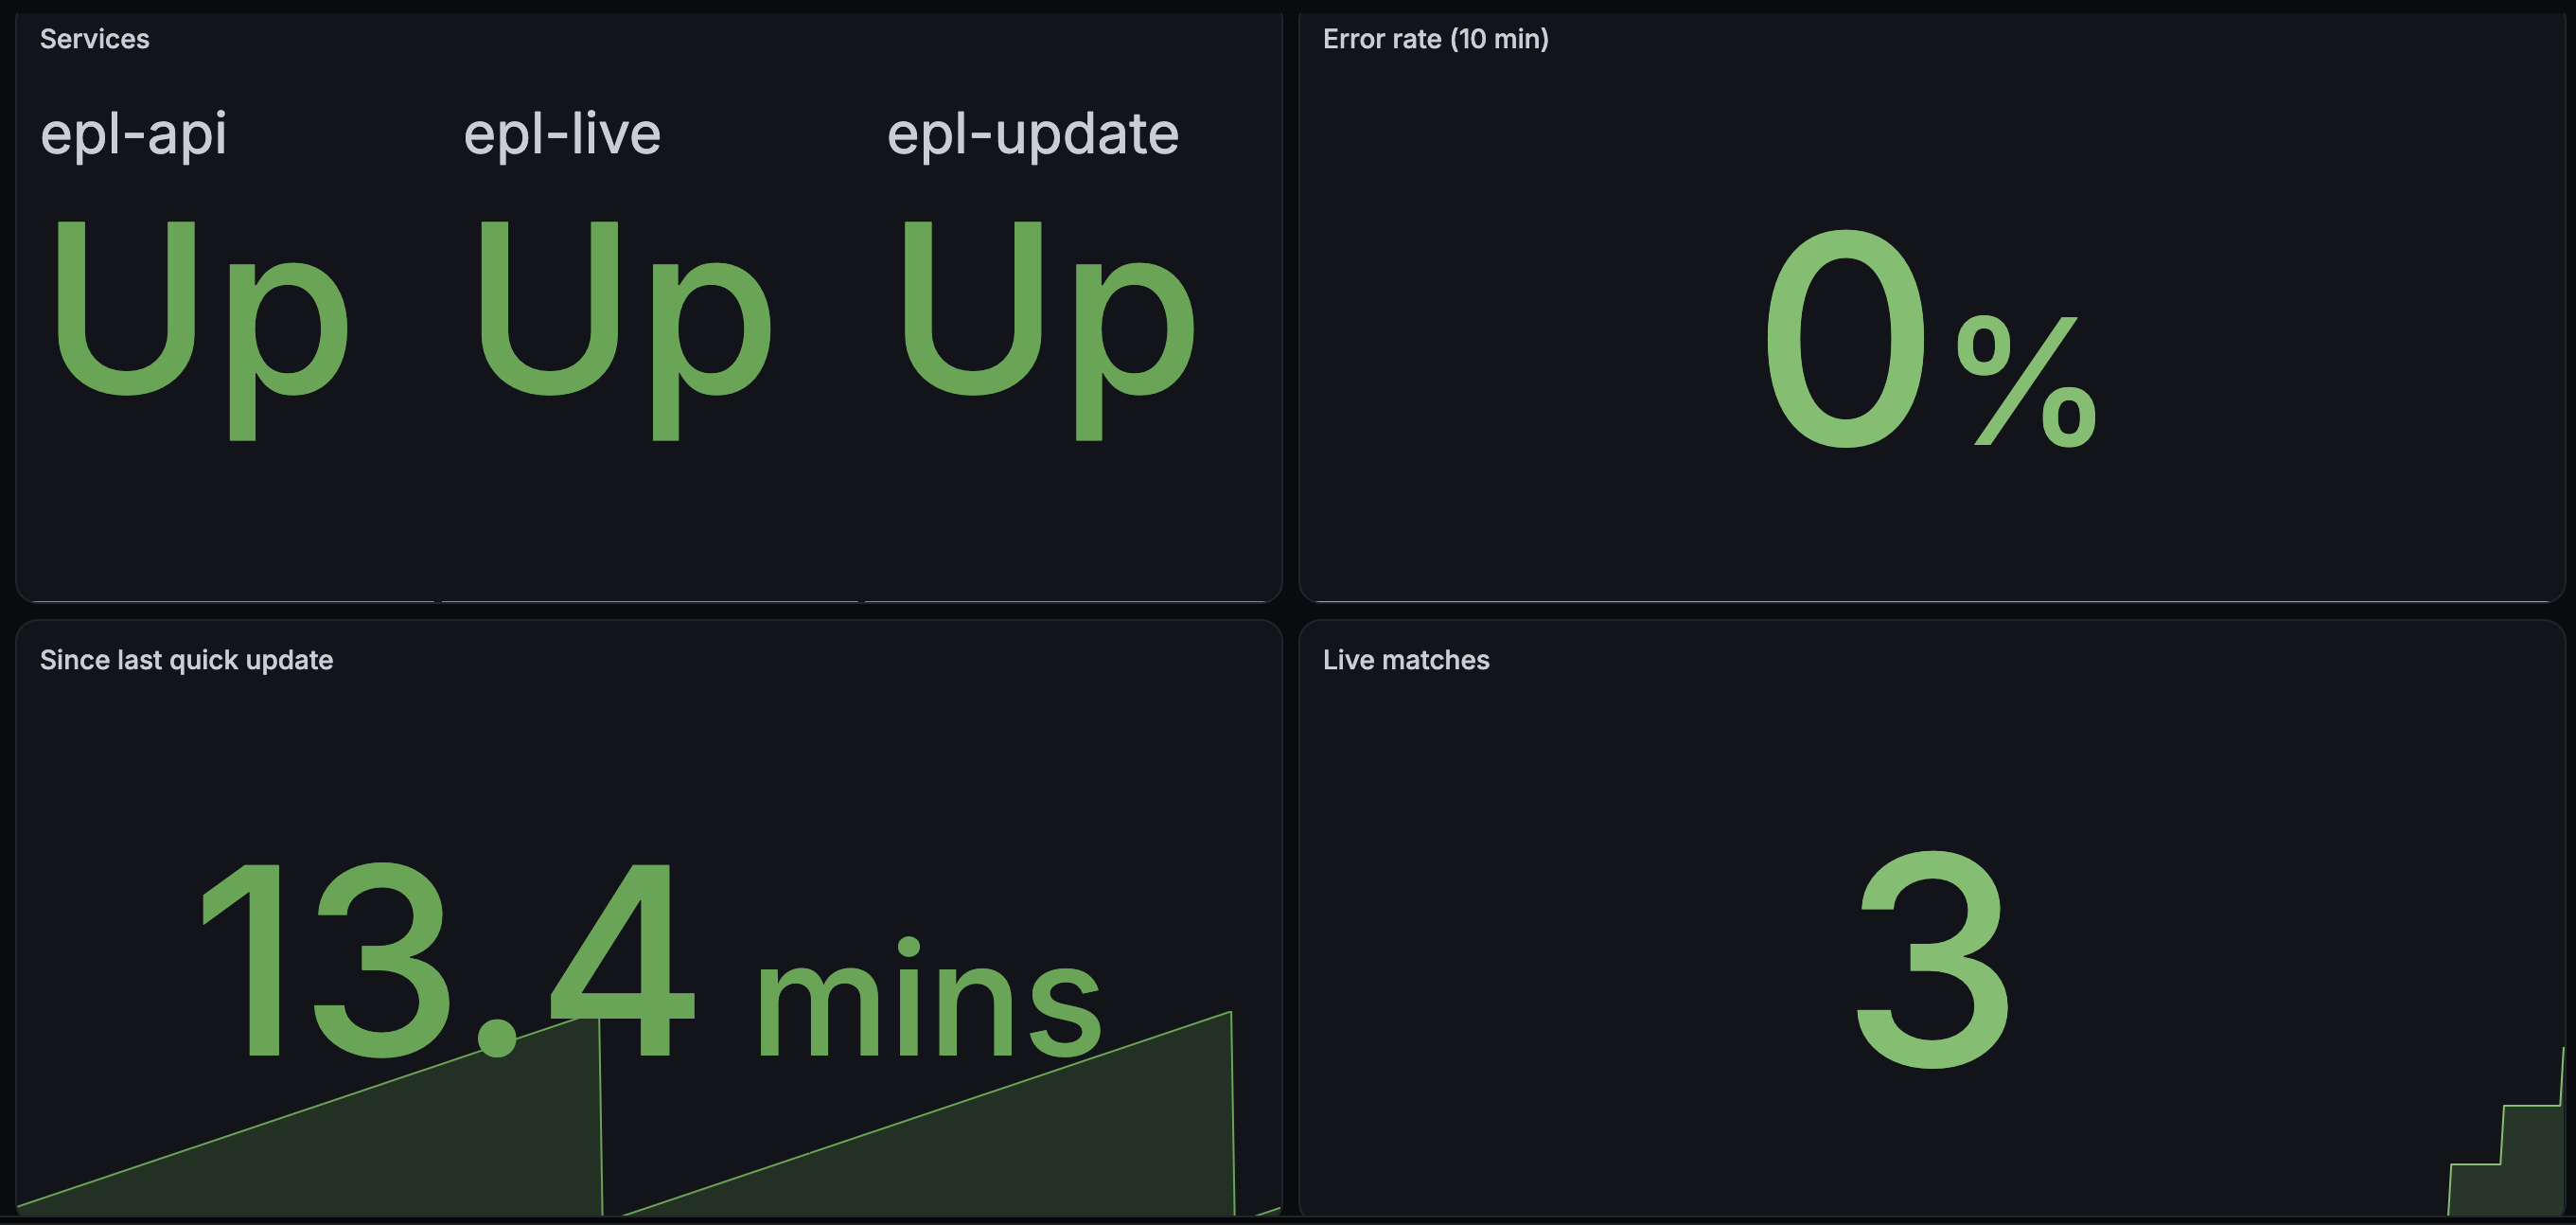 Services
epl-api
Up
epl-live
Up
epl-update
Up
Error rate (10 min)
0%
Since last quick update
13.4 mins
Live matches
3